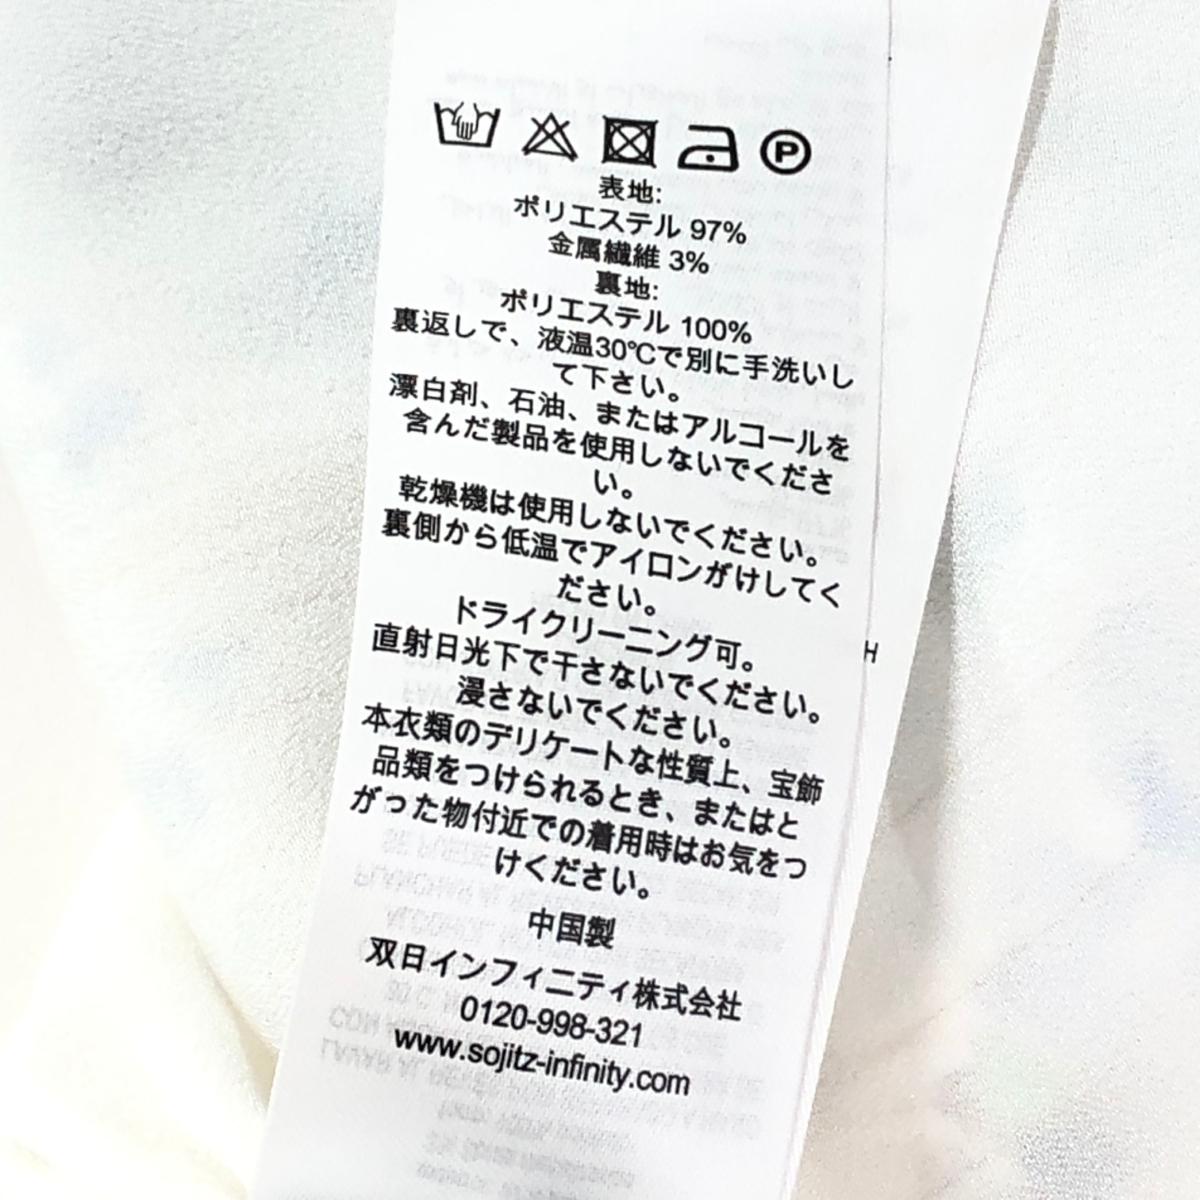 P
表地:
ポリエステル 97%
金属繊維 3%
裏地:
ポリエステル 100%
裏返しで、液温30℃で別に手洗いし
て下さい。
漂白剤、石油、またはアルコールを
含んだ製品を使用しないでくださ
い。
乾燥機は使用しないでください。
裏側から低温でアイロンがけしてく
ださい。
ドライクリーニング可。
直射日光下で干さないでください。
浸さないでください。
本衣類のデリケートな性質上、宝飾
品類をつけられるとき、またはと
がった物付近での着用時はお気をつ
けください。
中国製
双日インフィニティ株式会社
0120-998-321
www.sojitz-infinity.com
H